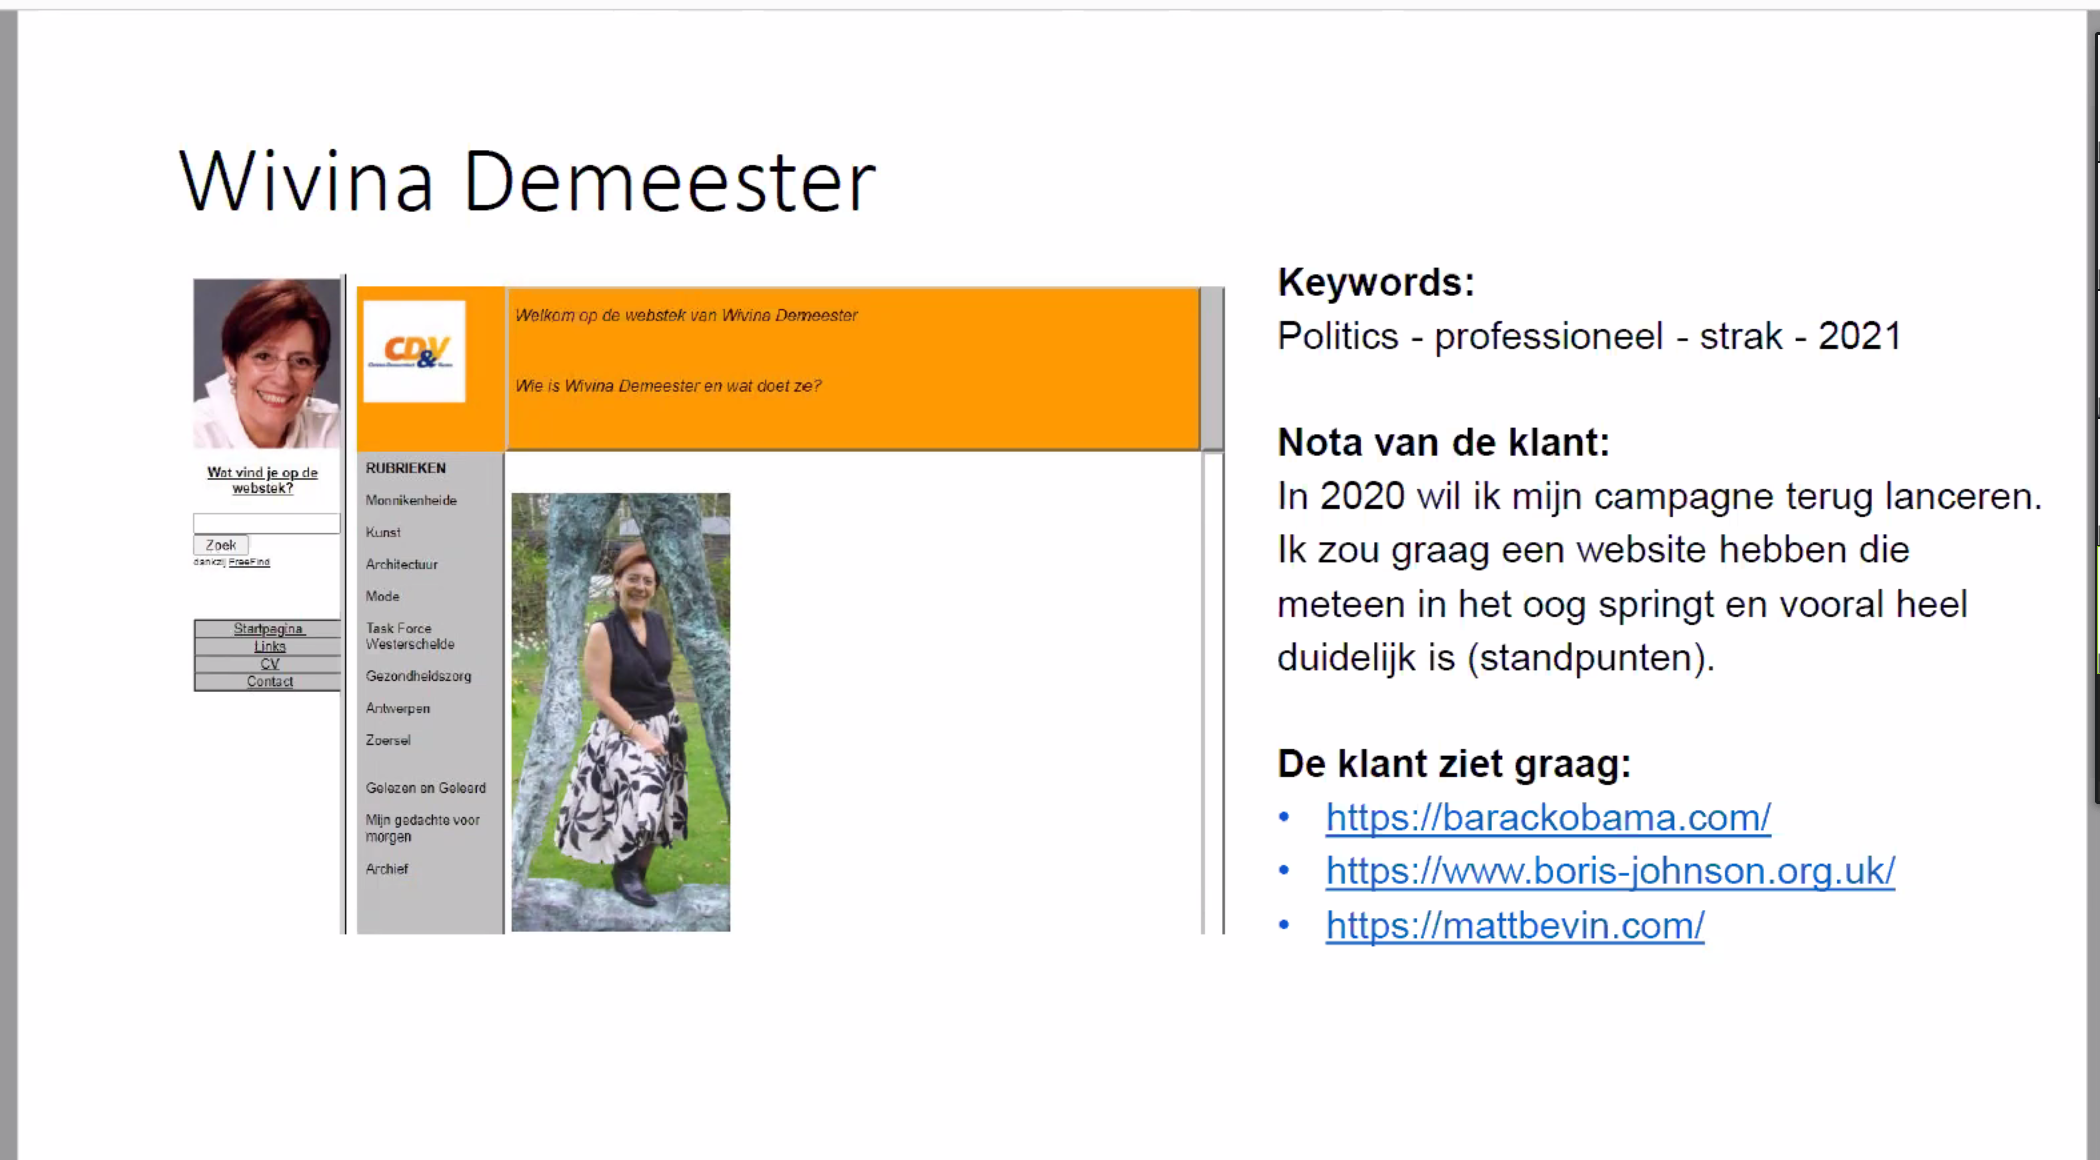 Wivina Demeester
Wat vind je op de
webstek?
Zoek
dankzij FreeFind
Startpagina
Links
CV
Contact
CD&V
Welkom op de webstek van Wivina Demeester
Wie is Wivina Demeester en wat doet ze?
RUBRIEKEN
Monnikenheide
Kunst
Architectuur
Mode
Task Force
Westerschelde
Gezondheidszorg
Antwerpen
Zoersel
Gelezen en Geleerd
Mijn gedachte voor
morgen
Archief
Keywords:
Politics - professioneel - strak - 2021
Nota van de klant:
In 2020 wil ik mijn campagne terug lanceren.
Ik zou graag een website hebben die
meteen in het oog springt en vooral heel
duidelijk is (standpunten).
De klant ziet graag:
• https://barackobama.com/
• https://www.boris-johnson.org.uk/
• https://mattbevin.com/